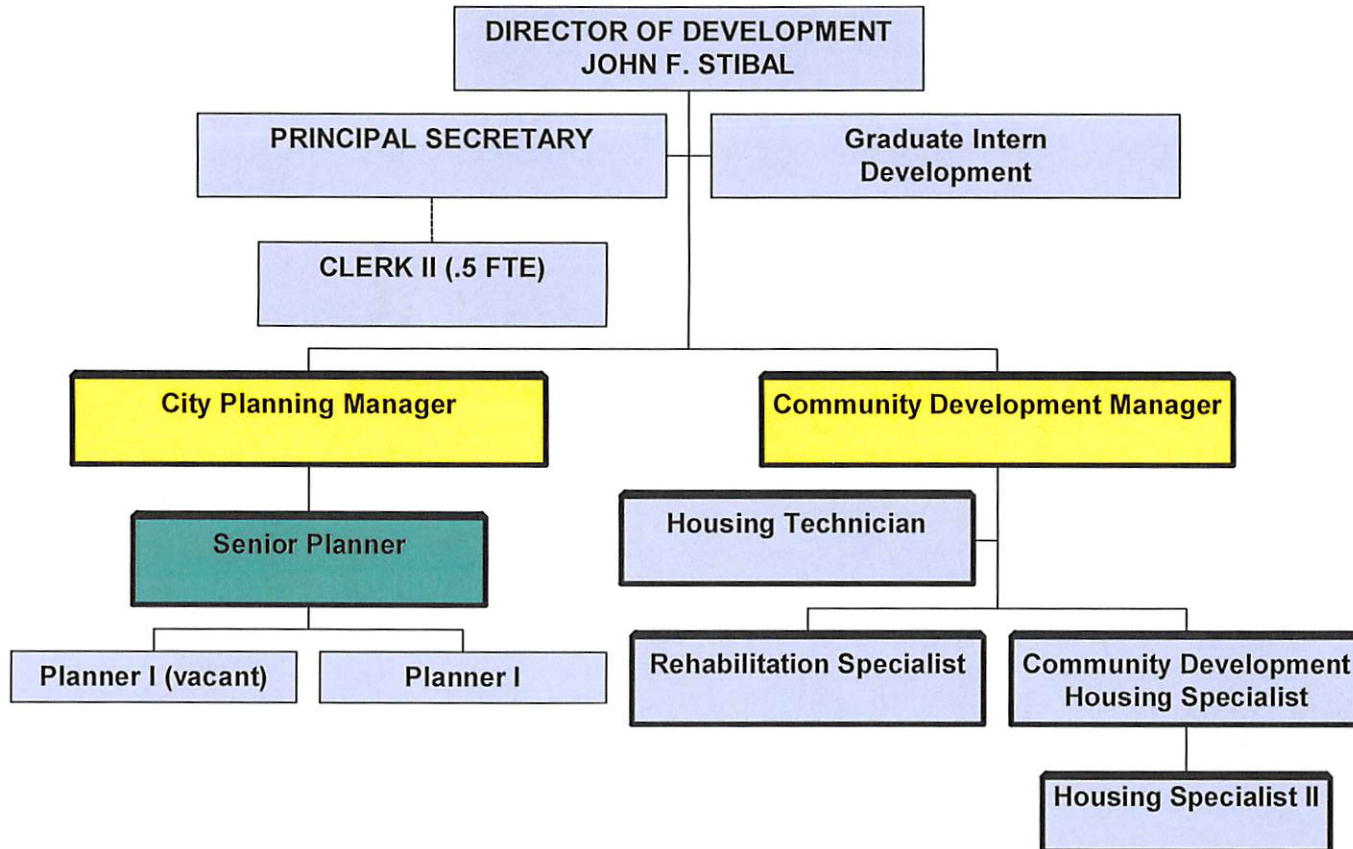 DIRECTOR OF DEVELOPMENT
JOHN F. STIBAL
PRINCIPAL SECRETARY
Graduate Intern
Development
CLERK II (.5 FTE)
City Planning Manager
Community Development Manager
Senior Planner
Housing Technician
Planner I (vacant)
Planner I
Rehabilitation Specialist
Community Development
Housing Specialist
Housing Specialist II